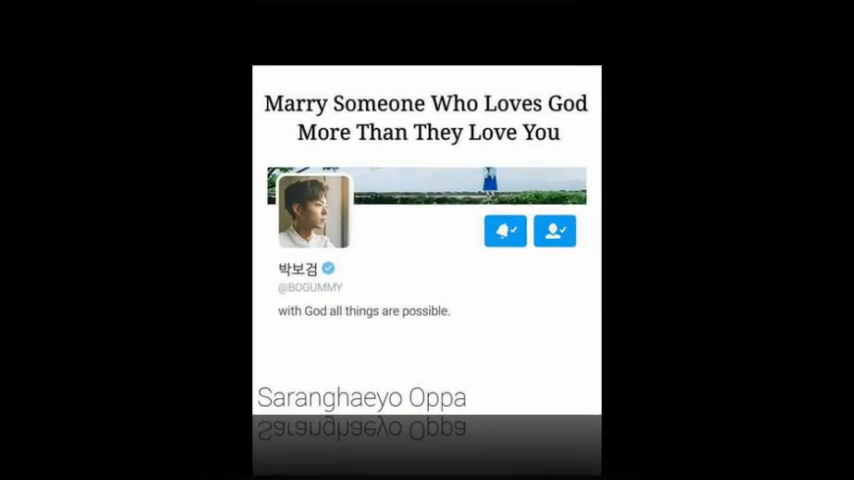 Marry Someone Who Loves God
More Than They Love You
박보검
@BOGUMMY
with God all things are possible.
Saranghaeyo Oppa